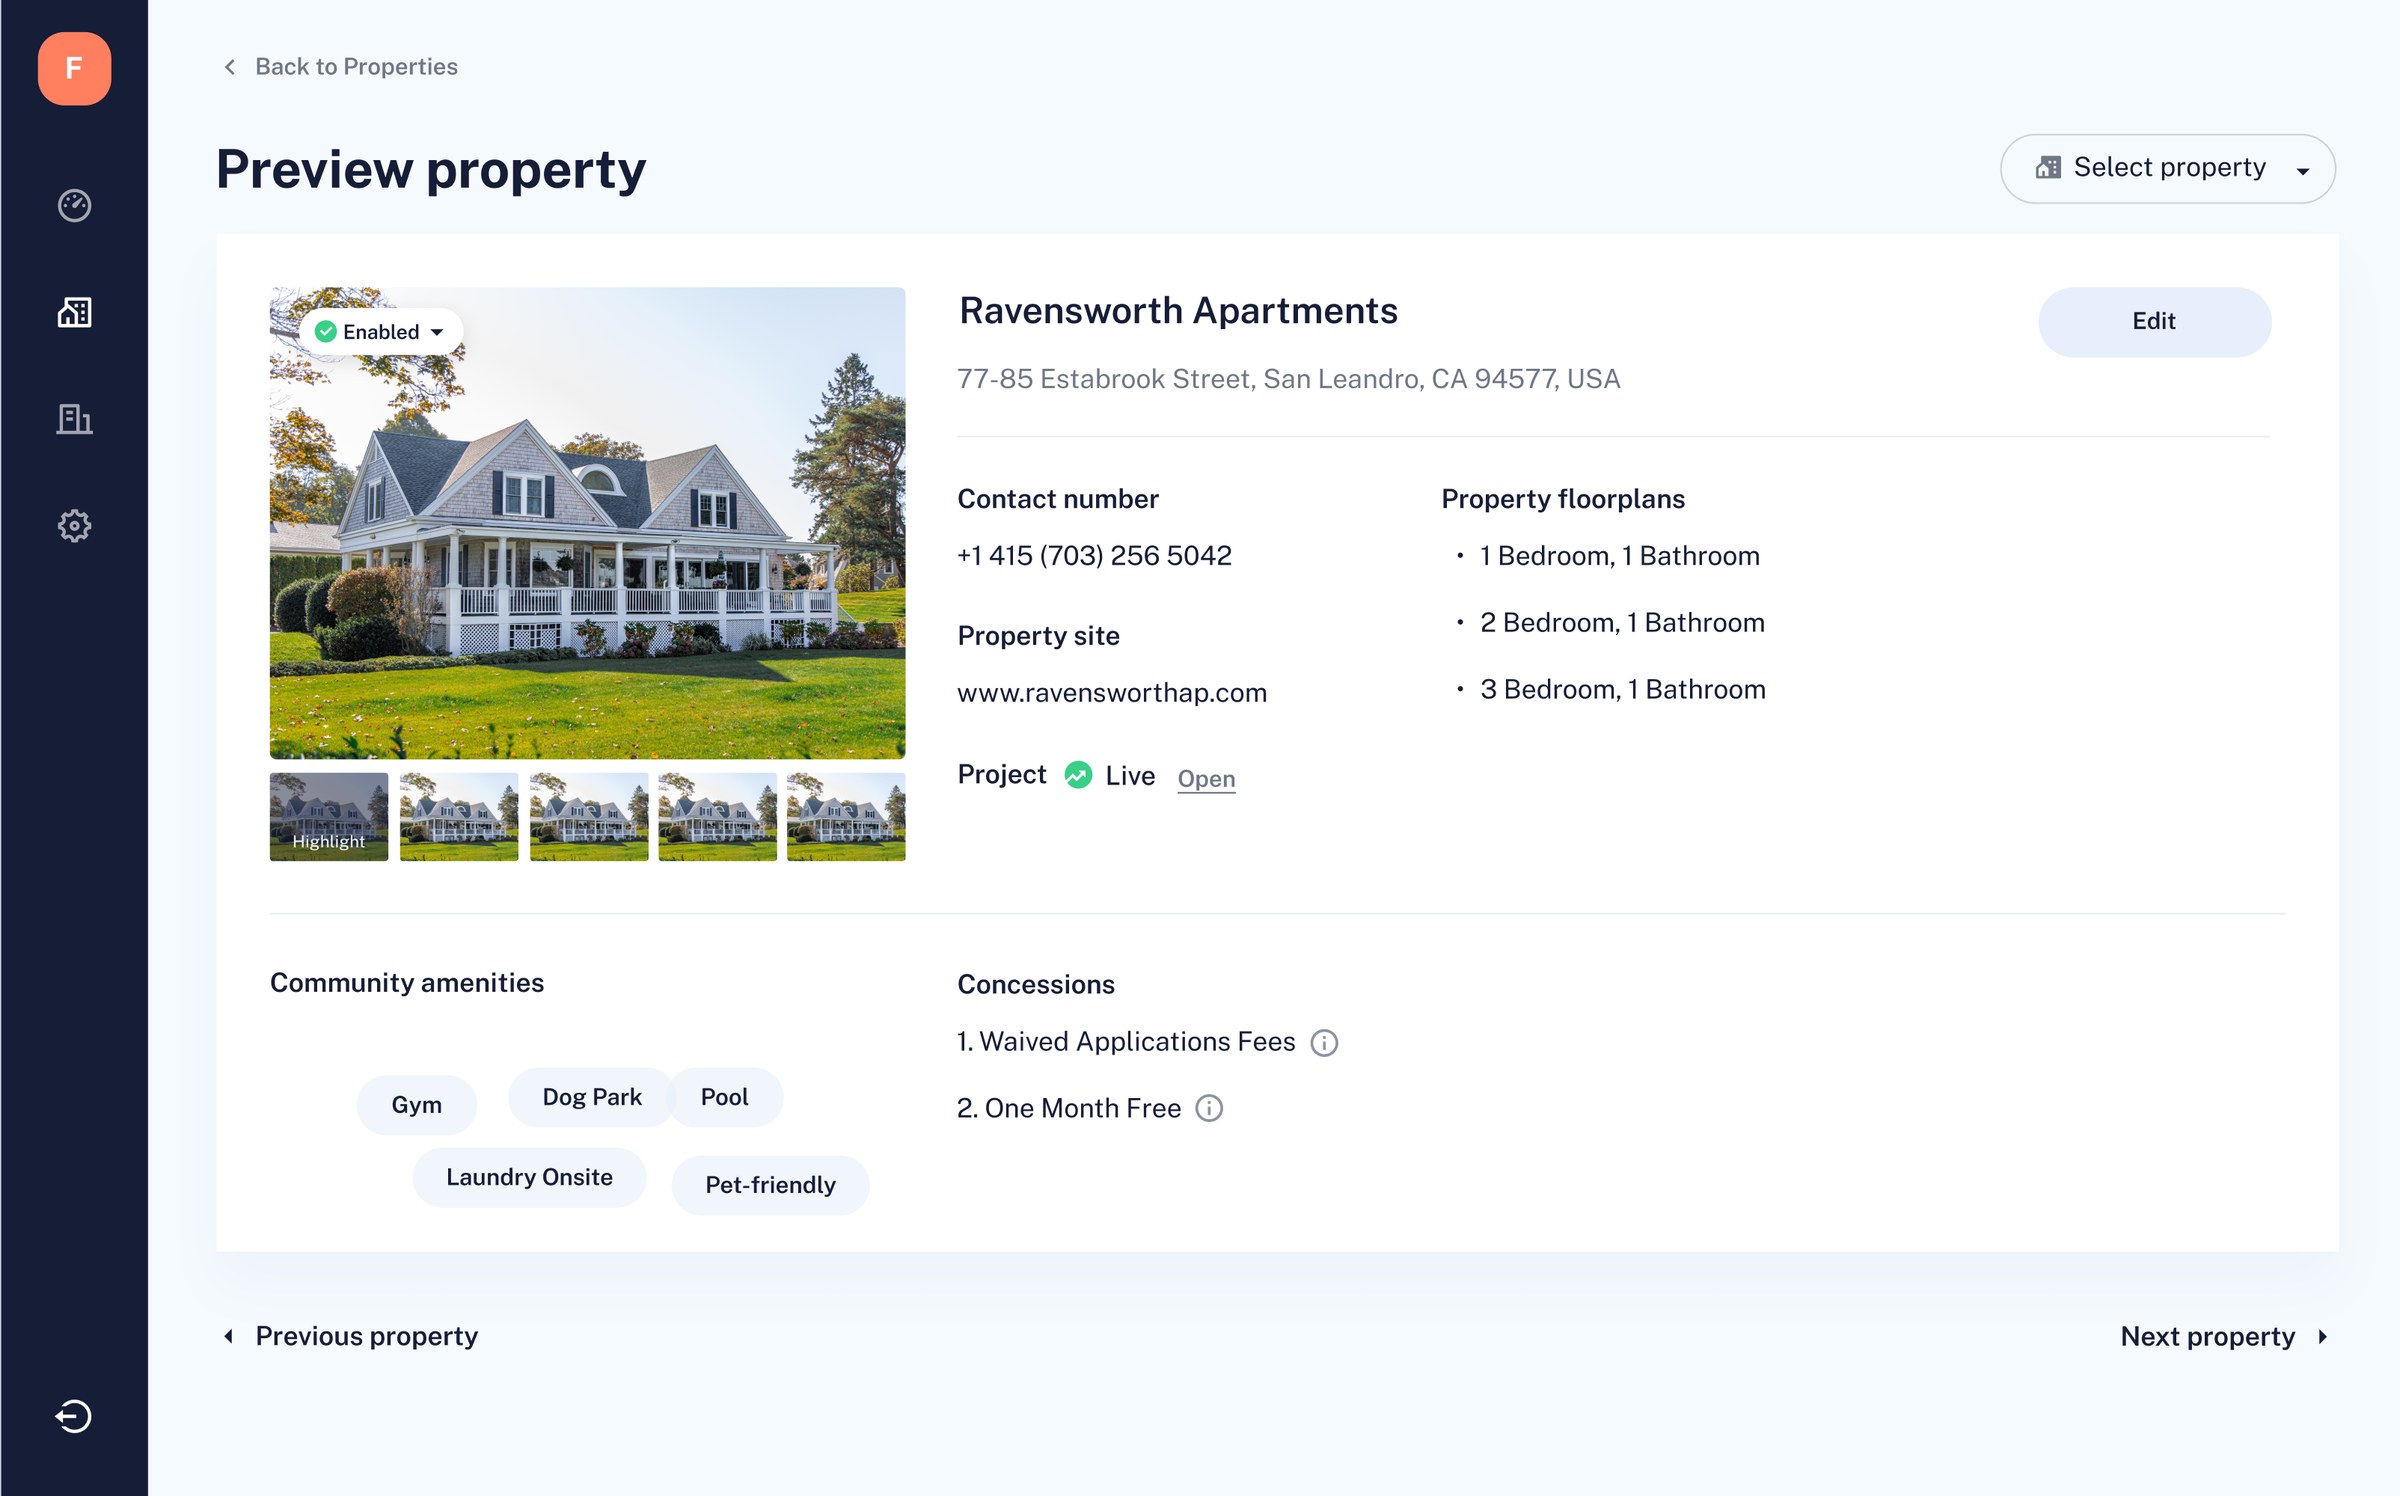 F
Back to Properties
Preview property
Select property
Enabled
Highlight
Ravensworth Apartments
Edit
77-85 Estabrook Street, San Leandro, CA 94577, USA
Contact number
+1 415 (703) 256 5042
Property site
www.ravensworthap.com
Project Live Open
Property floorplans
• 1 Bedroom, 1 Bathroom
• 2 Bedroom, 1 Bathroom
• 3 Bedroom, 1 Bathroom
Community amenities
Gym
Dog Park
Pool
Laundry Onsite
Pet-friendly
Concessions
1. Waived Applications Fees
2. One Month Free
Previous property
Next property